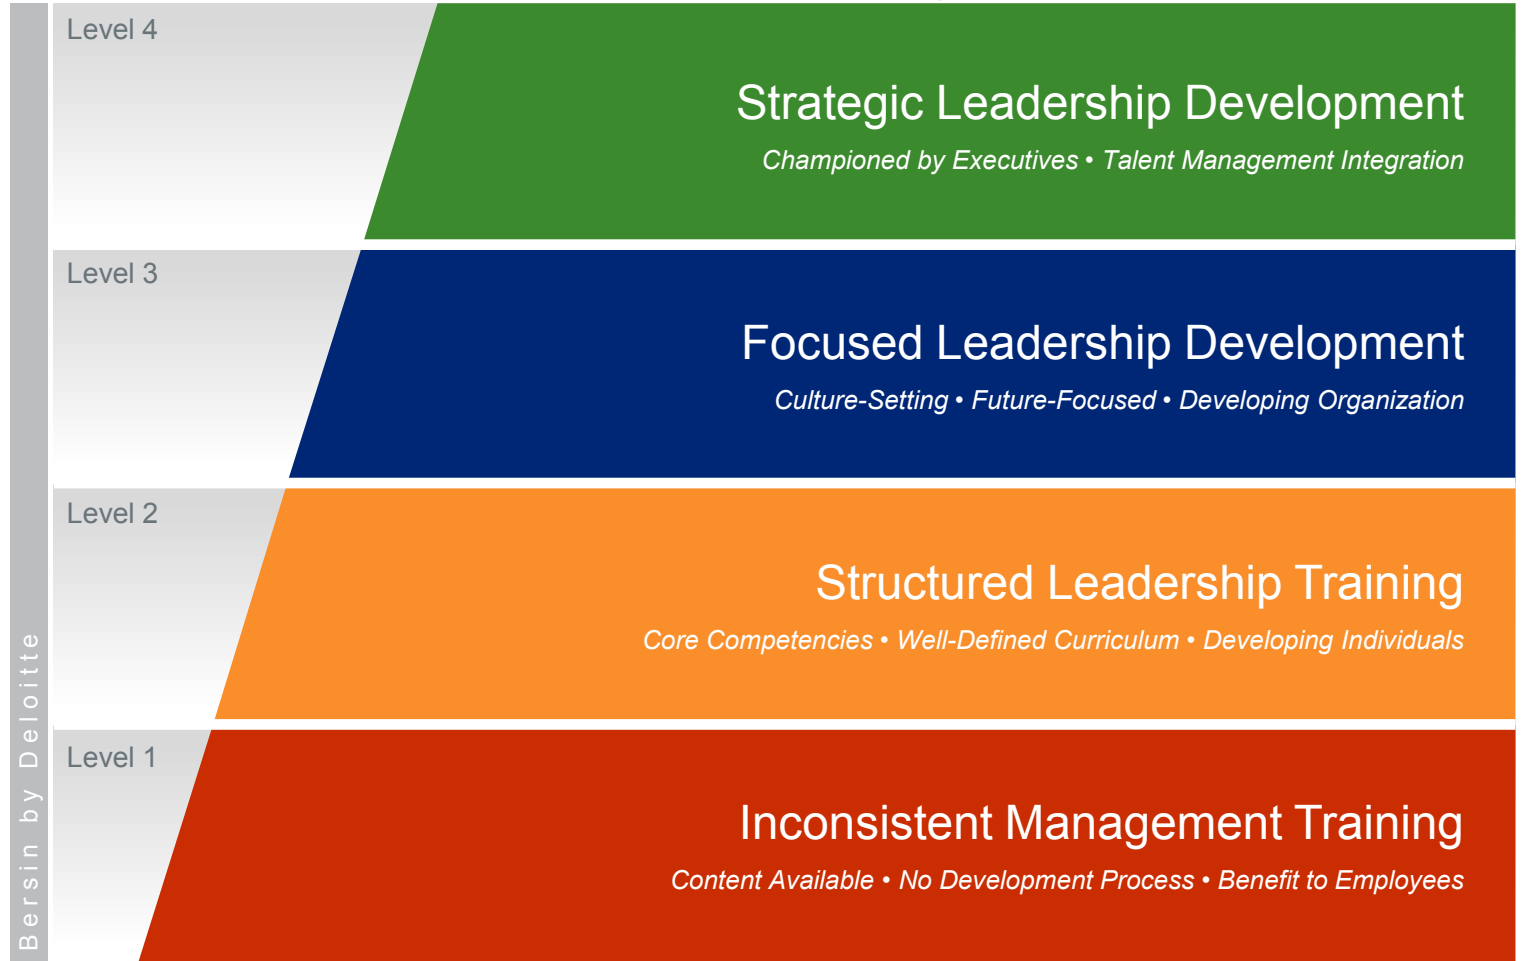 Level 4
Strategic Leadership Development
Championed by Executives • Talent Management Integration
Level 3
Focused Leadership Development
Culture-Setting • Future-Focused • Developing Organization
Level 2
Structured Leadership Training
Core Competencies • Well-Defined Curriculum • Developing Individuals
Level 1
Inconsistent Management Training
Content Available • No Development Process • Benefit to Employees
Bersin by Deloitte